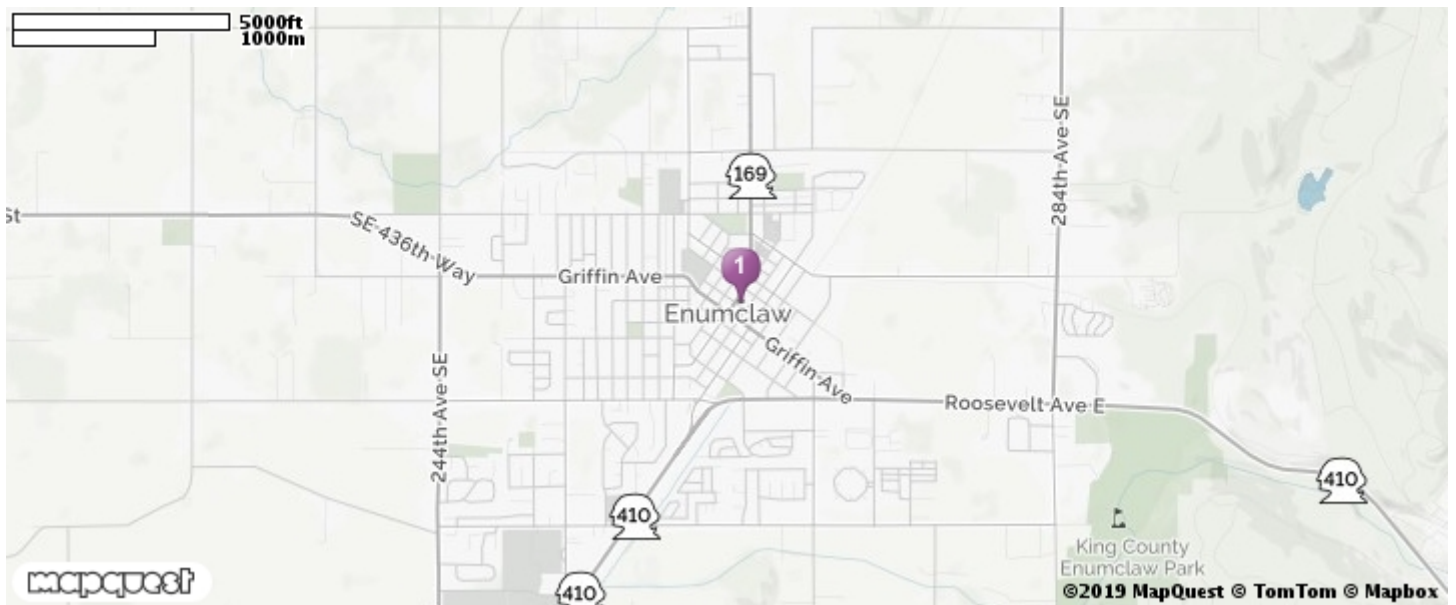 5000ft
1000m
169
284th Ave SE
St
SE 436th Way
Griffin Ave
1
Enumclaw
Griffin Ave
244th Ave SE
Roosevelt Ave E
410
410
King County
Enumclaw Park
mapquest
410
©2019 MapQuest © TomTom © Mapbox